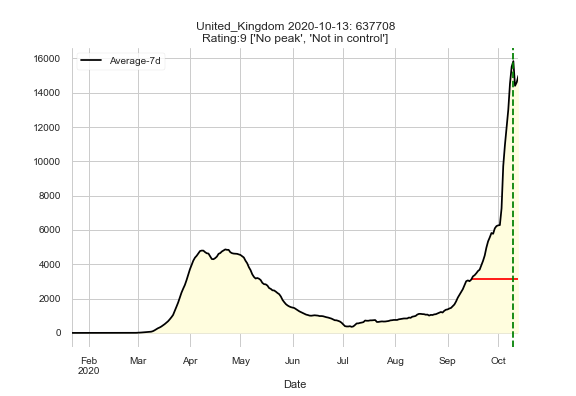 United_Kingdom 2020-10-13: 637708
Rating:9 ['No peak', 'Not in control']
Average-7d
16000
14000
12000
10000
8000
6000
4000
2000
0
Feb Mar Apr May Jun Jul Aug Sep Oct
2020
Date